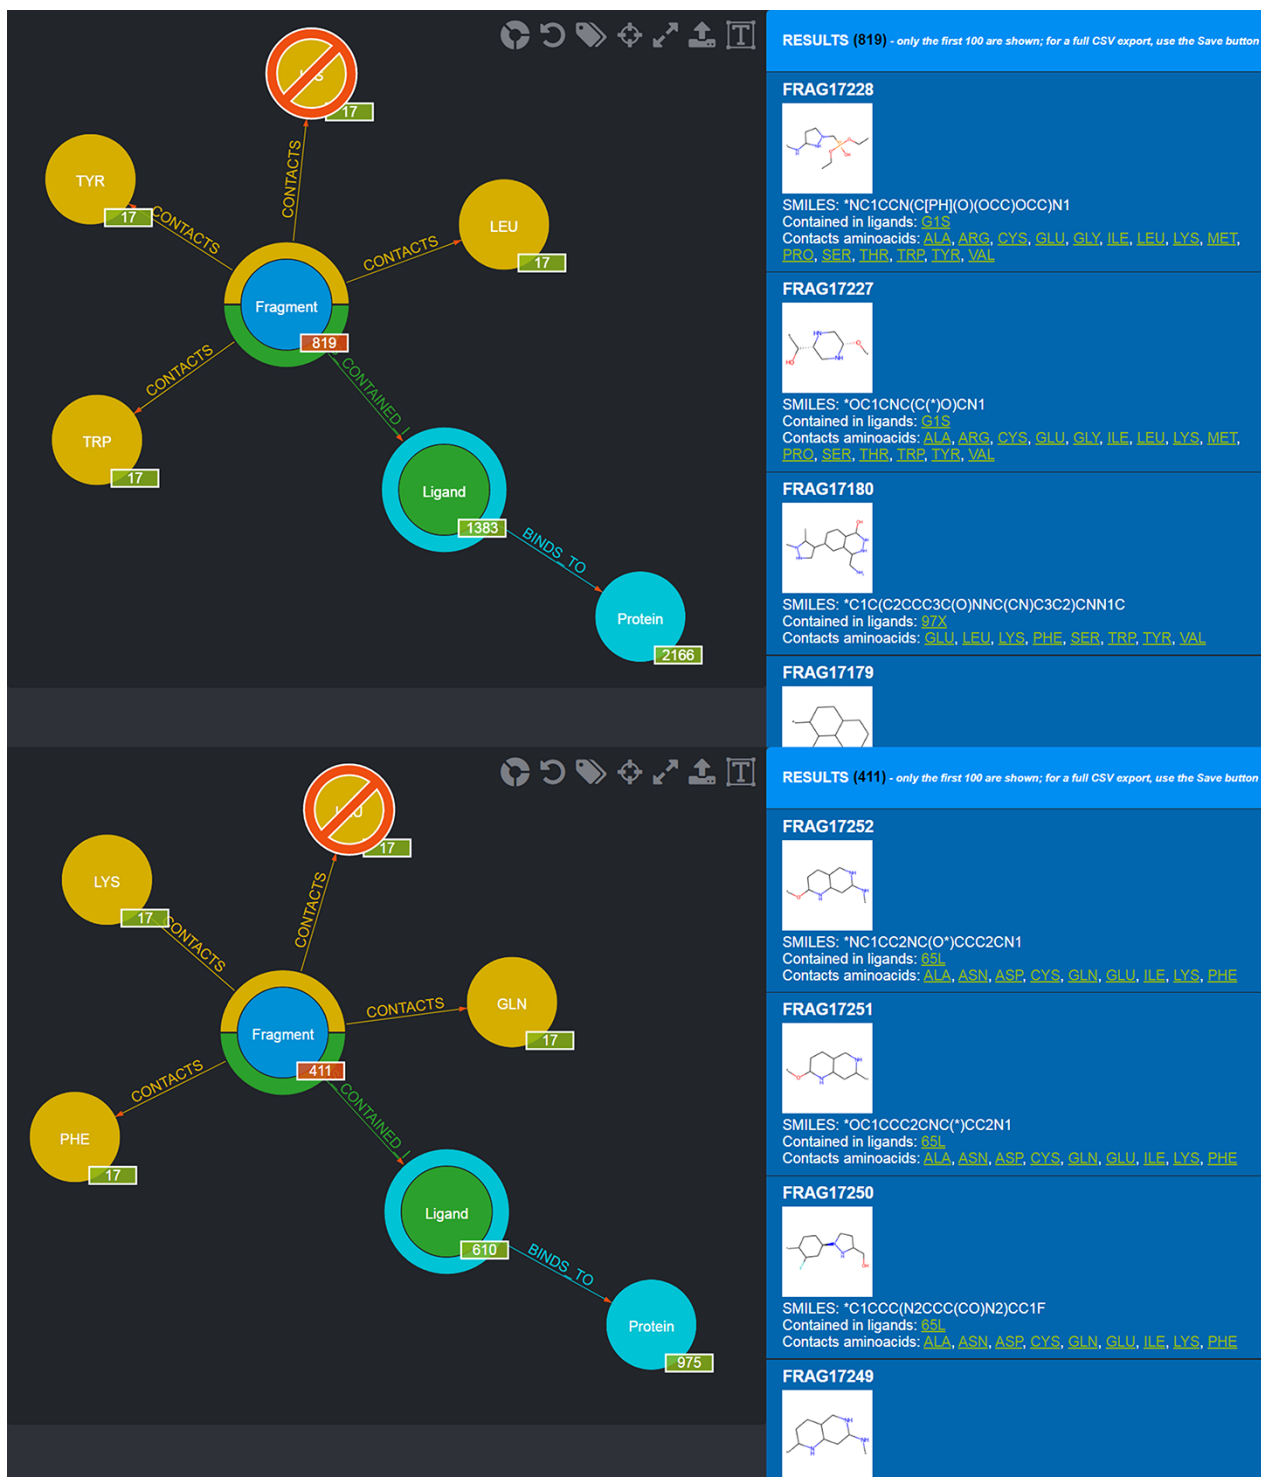 17
TYR
17
CONTACTS
CONTACTS
LEU
17
CONTACTS
Fragment
819
CONTACTS
TRP
17
CONTAINED_I
Ligand
1383
BINDS_TO
Protein
2166
RESULTS (819) - only the first 100 are shown; for a full CSV export, use the Save button
FRAG17228
SMILES: *NC1CCN(C[PH](O)(OCC)OCC)N1
Contained in ligands: G1S
Contacts aminoacids: ALA, ARG, CYS, GLU, GLY, ILE, LEU, LYS, MET,
PRO, SER, THR, TRP, TYR, VAL
FRAG17227
SMILES: *OC1CNC(C(*)O)CN1
Contained in ligands: G1S
Contacts aminoacids: ALA, ARG, CYS, GLU, GLY, ILE, LEU, LYS, MET,
PRO, SER, THR, TRP, TYR, VAL
FRAG17180
SMILES: *C1C(C2CCC3C(O)NNC(CN)C3C2)CNN1C
Contained in ligands: 97X
Contacts aminoacids: GLU, LEU, LYS, PHE, SER, TRP, TYR, VAL
FRAG17179
17
LYS
17
CONTACTS
CONTACTS
GLN
17
CONTACTS
Fragment
411
CONTACTS
PHE
17
CONTAINED_I
Ligand
610
BINDS_TO
Protein
975
RESULTS (411) - only the first 100 are shown; for a full CSV export, use the Save button
FRAG17252
SMILES: *NC1CC2NC(O*)CCC2CN1
Contained in ligands: 65L
Contacts aminoacids: ALA, ASN, ASP, CYS, GLN, GLU, ILE, LYS, PHE
FRAG17251
SMILES: *OC1CCC2CNC(*)CC2N1
Contained in ligands: 65L
Contacts aminoacids: ALA, ASN, ASP, CYS, GLN, GLU, ILE, LYS, PHE
FRAG17250
SMILES: *C1CCC(N2CCC(CO)N2)CC1F
Contained in ligands: 65L
Contacts aminoacids: ALA, ASN, ASP, CYS, GLN, GLU, ILE, LYS, PHE
FRAG17249